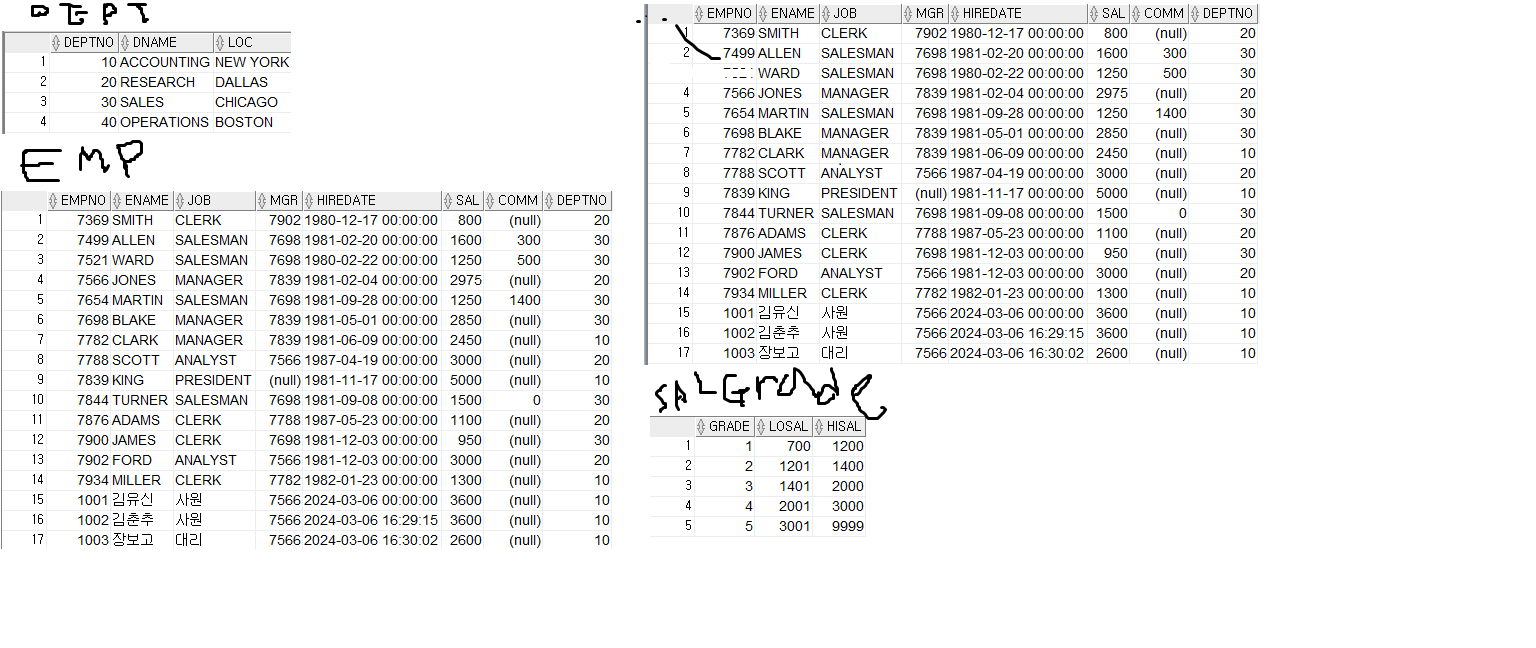 DEPT
DEPTNO DNAME LOC
1 10 ACCOUNTING NEW YORK
2 20 RESEARCH DALLAS
3 30 SALES CHICAGO
4 40 OPERATIONS BOSTON
EMP
EMPNO ENAME JOB MGR HIREDATE SAL COMM DEPTNO
1 7369 SMITH CLERK 7902 1980-12-17 00:00:00 800 (null) 20
2 7499 ALLEN SALESMAN 7698 1981-02-20 00:00:00 1600 300 30
3 7521 WARD SALESMAN 7698 1980-02-22 00:00:00 1250 500 30
4 7566 JONES MANAGER 7839 1981-02-04 00:00:00 2975 (null) 20
5 7654 MARTIN SALESMAN 7698 1981-09-28 00:00:00 1250 1400 30
6 7698 BLAKE MANAGER 7839 1981-05-01 00:00:00 2850 (null) 30
7 7782 CLARK MANAGER 7839 1981-06-09 00:00:00 2450 (null) 10
8 7788 SCOTT ANALYST 7566 1987-04-19 00:00:00 3000 (null) 20
9 7839 KING PRESIDENT (null) 1981-11-17 00:00:00 5000 (null) 10
10 7844 TURNER SALESMAN 7698 1981-09-08 00:00:00 1500 0 30
11 7876 ADAMS CLERK 7788 1987-05-23 00:00:00 1100 (null) 20
12 7900 JAMES CLERK 7698 1981-12-03 00:00:00 950 (null) 30
13 7902 FORD ANALYST 7566 1981-12-03 00:00:00 3000 (null) 20
14 7934 MILLER CLERK 7782 1982-01-23 00:00:00 1300 (null) 10
15 1001 김유신 사원 7566 2024-03-06 00:00:00 3600 (null) 10
16 1002 김춘추 사원 7566 2024-03-06 16:29:15 3600 (null) 10
17 1003 장보고 대리 7566 2024-03-06 16:30:02 2600 (null) 10
EMPNO ENAME JOB MGR HIREDATE SAL COMM DEPTNO
1 7369 SMITH CLERK 7902 1980-12-17 00:00:00 800 (null) 20
2 7499 ALLEN SALESMAN 7698 1981-02-20 00:00:00 1600 300 30
WARD SALESMAN 7698 1980-02-22 00:00:00 1250 500 30
4 7566 JONES MANAGER 7839 1981-02-04 00:00:00 2975 (null) 20
5 7654 MARTIN SALESMAN 7698 1981-09-28 00:00:00 1250 1400 30
6 7698 BLAKE MANAGER 7839 1981-05-01 00:00:00 2850 (null) 30
7 7782 CLARK MANAGER 7839 1981-06-09 00:00:00 2450 (null) 10
8 7788 SCOTT ANALYST 7566 1987-04-19 00:00:00 3000 (null) 20
9 7839 KING PRESIDENT (null) 1981-11-17 00:00:00 5000 (null) 10
10 7844 TURNER SALESMAN 7698 1981-09-08 00:00:00 1500 0 30
11 7876 ADAMS CLERK 7788 1987-05-23 00:00:00 1100 (null) 20
12 7900 JAMES CLERK 7698 1981-12-03 00:00:00 950 (null) 30
13 7902 FORD ANALYST 7566 1981-12-03 00:00:00 3000 (null) 20
14 7934 MILLER CLERK 7782 1982-01-23 00:00:00 1300 (null) 10
15 1001 김유신 사원 7566 2024-03-06 00:00:00 3600 (null) 10
16 1002 김춘추 사원 7566 2024-03-06 16:29:15 3600 (null) 10
17 1003 장보고 대리 7566 2024-03-06 16:30:02 2600 (null) 10
SALGrade
GRADE LOSAL HISAL
1 1 700 1200
2 2 1201 1400
3 3 1401 2000
4 4 2001 3000
5 5 3001 9999